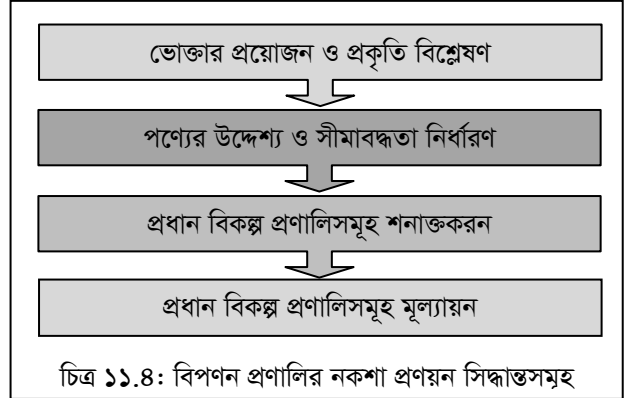 ভোক্তার প্রয়োজন ও প্রকৃতি বিশ্লেষণ
পণ্যের উদ্দেশ্য ও সীমাবদ্ধতা নির্ধারণ
প্রধান বিকল্প প্রণালিসমূহ শনাক্তকরন
প্রধান বিকল্প প্রণালিসমূহ মূল্যায়ন
চিত্র ১১.৪: বিপণন প্রণালির নকশা প্রণয়ন সিদ্ধান্তসমূহ